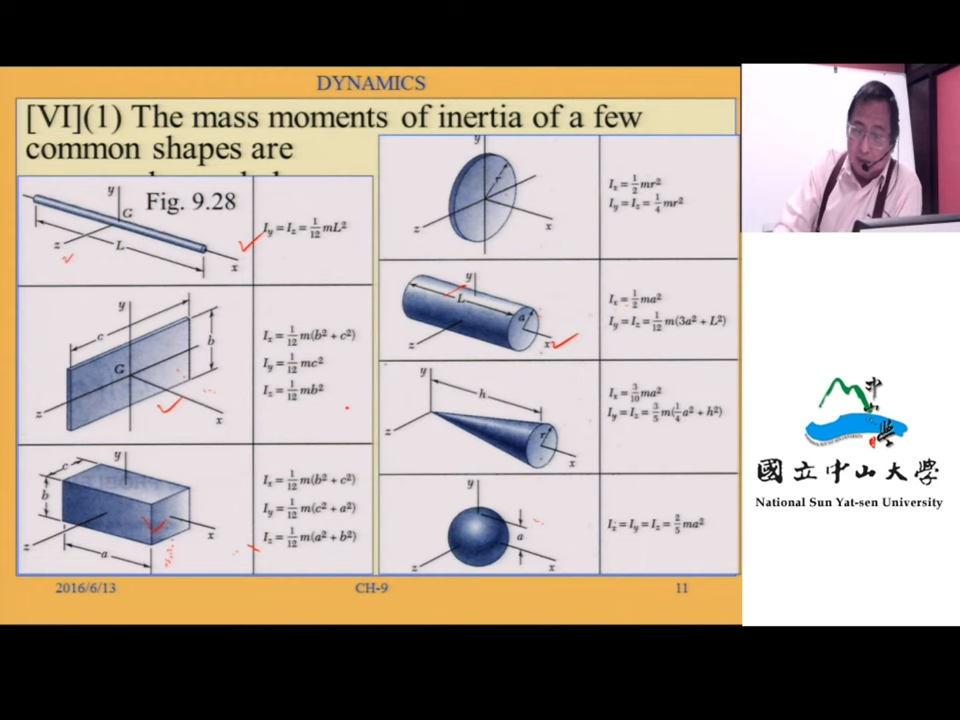 DYNAMICS
[VI](1) The mass moments of inertia of a few
common shapes are
Fig. 9.28
y
G
L
z
x
I_y = I_z = 1/12 mL²
y
c
b
G
z
x
I_x = 1/12 m(b² + c²)
I_y = 1/12 mc²
I_z = 1/12 mb²
y
c
b
z
a
x
I_x = 1/12 m(b² + c²)
I_y = 1/12 m(c² + a²)
I_z = 1/12 m(a² + b²)
y
r
z
x
I_x = 1/2 mr²
I_y = I_z = 1/4 mr²
y
L
a
z
x
I_x = 1/2 ma²
I_y = I_z = 1/12 m(3a² + L²)
y
h
z
r
x
I_x = 3/10 ma²
I_y = I_z = 3/5 m(1/4 a² + h²)
y
a
z
x
I_x = I_y = I_z = 2/5 ma²
2016/6/13
CH-9
11
中山大學
國立中山大學
National Sun Yat-sen University